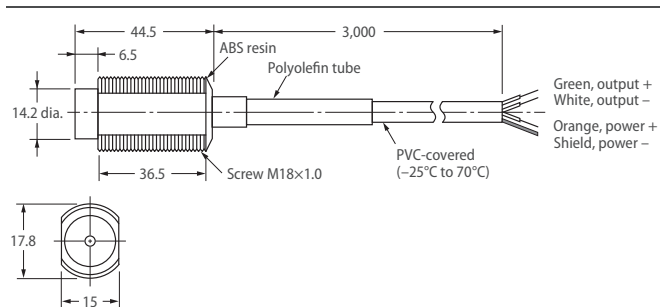 44.5
3,000
6.5
ABS resin
Polyolefin tube
Green, output +
White, output –
14.2 dia.
Orange, power +
Shield, power –
PVC-covered
(–25°C to 70°C)
36.5
Screw M18×1.0
17.8
15